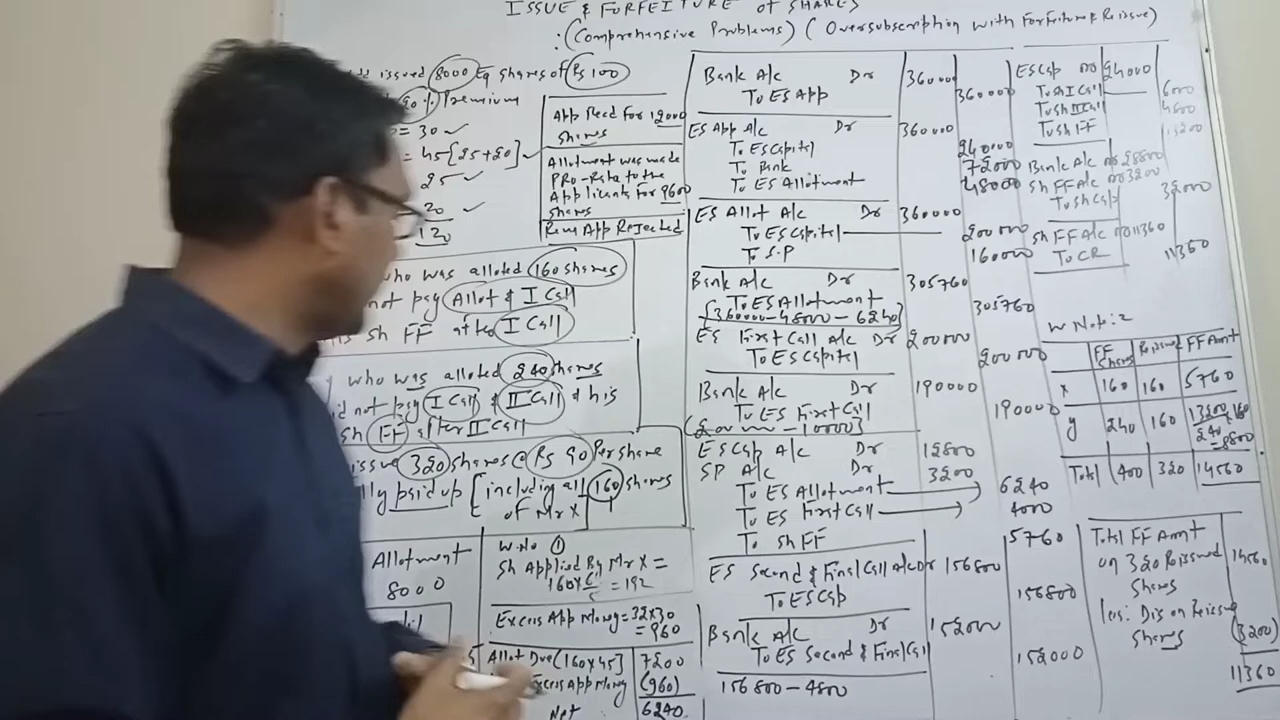 ISSUE & FORFEITURE of SHARES
:(Comprehensive Problems) ( Oversubscription with Forfeiture & Reissue)
issued 8000 Eq shares of Rs 100
20% Premium
= 30 ✓
= 45 [25+20] ✓
25 ✓
20 ✓
120
who was alloted 160 shares
not pay Allot & I Call
sh FF after I Call
y who was alloted 240 shares
did not pay I Call & II Call & his
sh FF after II Call
issue 320 shares @ Rs 90 Per share
lly paid up [including all 160 shares
of Mr X
Allotment
8000
App Recd For 12000
shares
Allotment was made
PRO-Rata to the
Applicants for 9600
shares
Rem App Rejected
W.No ①
Sh Applied By Mr X =
160 x 6/5 = 192
Excess App Money = 32x30
= 960
Allot Due (160x45) 7200
Excess App Money (960)
Net 6240
Bank A/c Dr 360000
To ES App 360000
ES App A/c Dr 360000
To ES Capital 240000
To Bank 72000
To ES Allotment 48000
ES Allot A/c Dr 360000
To ES Capital 200000
To S.P 160000
Bank A/c Dr 305760
To ES Allotment 305760
[360000-48000-6240]
ES First Call A/c Dr 200000
To ES Capital 200000
Bank A/c Dr 190000
To ES First Call 190000
(200000-10000)
ES Cap A/c Dr 12800
SP A/c Dr 3200
To ES Allotment 6240
To ES First Call 4000
To sh FF 5760
ES Second & Final Call A/c Dr 156800
To ES Cap 156800
Bank A/c Dr 152000
To ES Second & Final Call 152000
156800-4800
ES Cap Dr 24000
To sh I Call 6000
To sh II Call 4800
To sh FF 13200
Bank A/c Dr 28800
Sh FF A/c Dr 3200
To sh Cap 32000
Sh FF A/c Dr 11360
To CR 11360
W Not: 2
FF Shares Reissued FF Amt
X 160 160 5760
y 240 160 13200 x 160
240
= 8800
Total 400 320 14560
Total FF Amt
on 320 Reissued
Shares 14560
less: Dis on Reissue
shares (3200)
11360